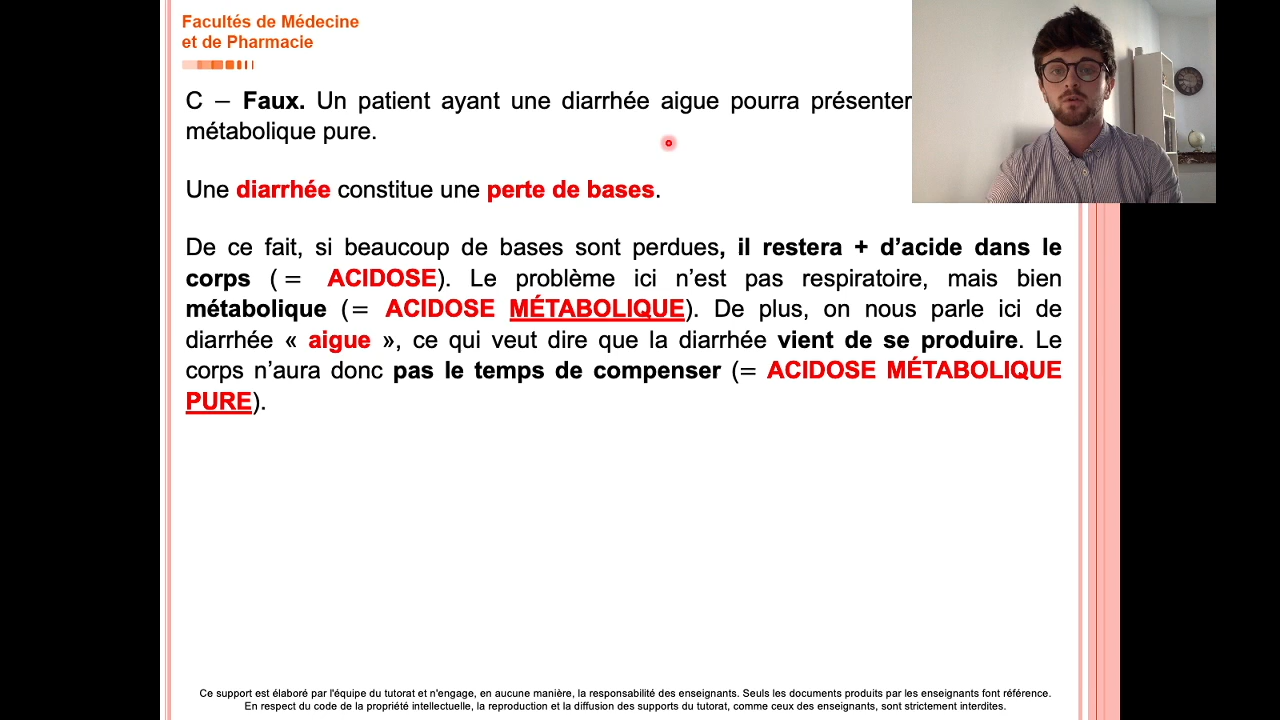 Facultés de Médecine
et de Pharmacie
C – Faux. Un patient ayant une diarrhée aigue pourra présenter
métabolique pure.
Une diarrhée constitue une perte de bases.
De ce fait, si beaucoup de bases sont perdues, il restera + d'acide dans le
corps ( = ACIDOSE). Le problème ici n'est pas respiratoire, mais bien
métabolique (= ACIDOSE MÉTABOLIQUE). De plus, on nous parle ici de
diarrhée « aigue », ce qui veut dire que la diarrhée vient de se produire. Le
corps n'aura donc pas le temps de compenser (= ACIDOSE MÉTABOLIQUE
PURE).
Ce support est élaboré par l'équipe du tutorat et n'engage, en aucune manière, la responsabilité des enseignants. Seuls les documents produits par les enseignants font référence.
En respect du code de la propriété intellectuelle, la reproduction et la diffusion des supports du tutorat, comme ceux des enseignants, sont strictement interdites.